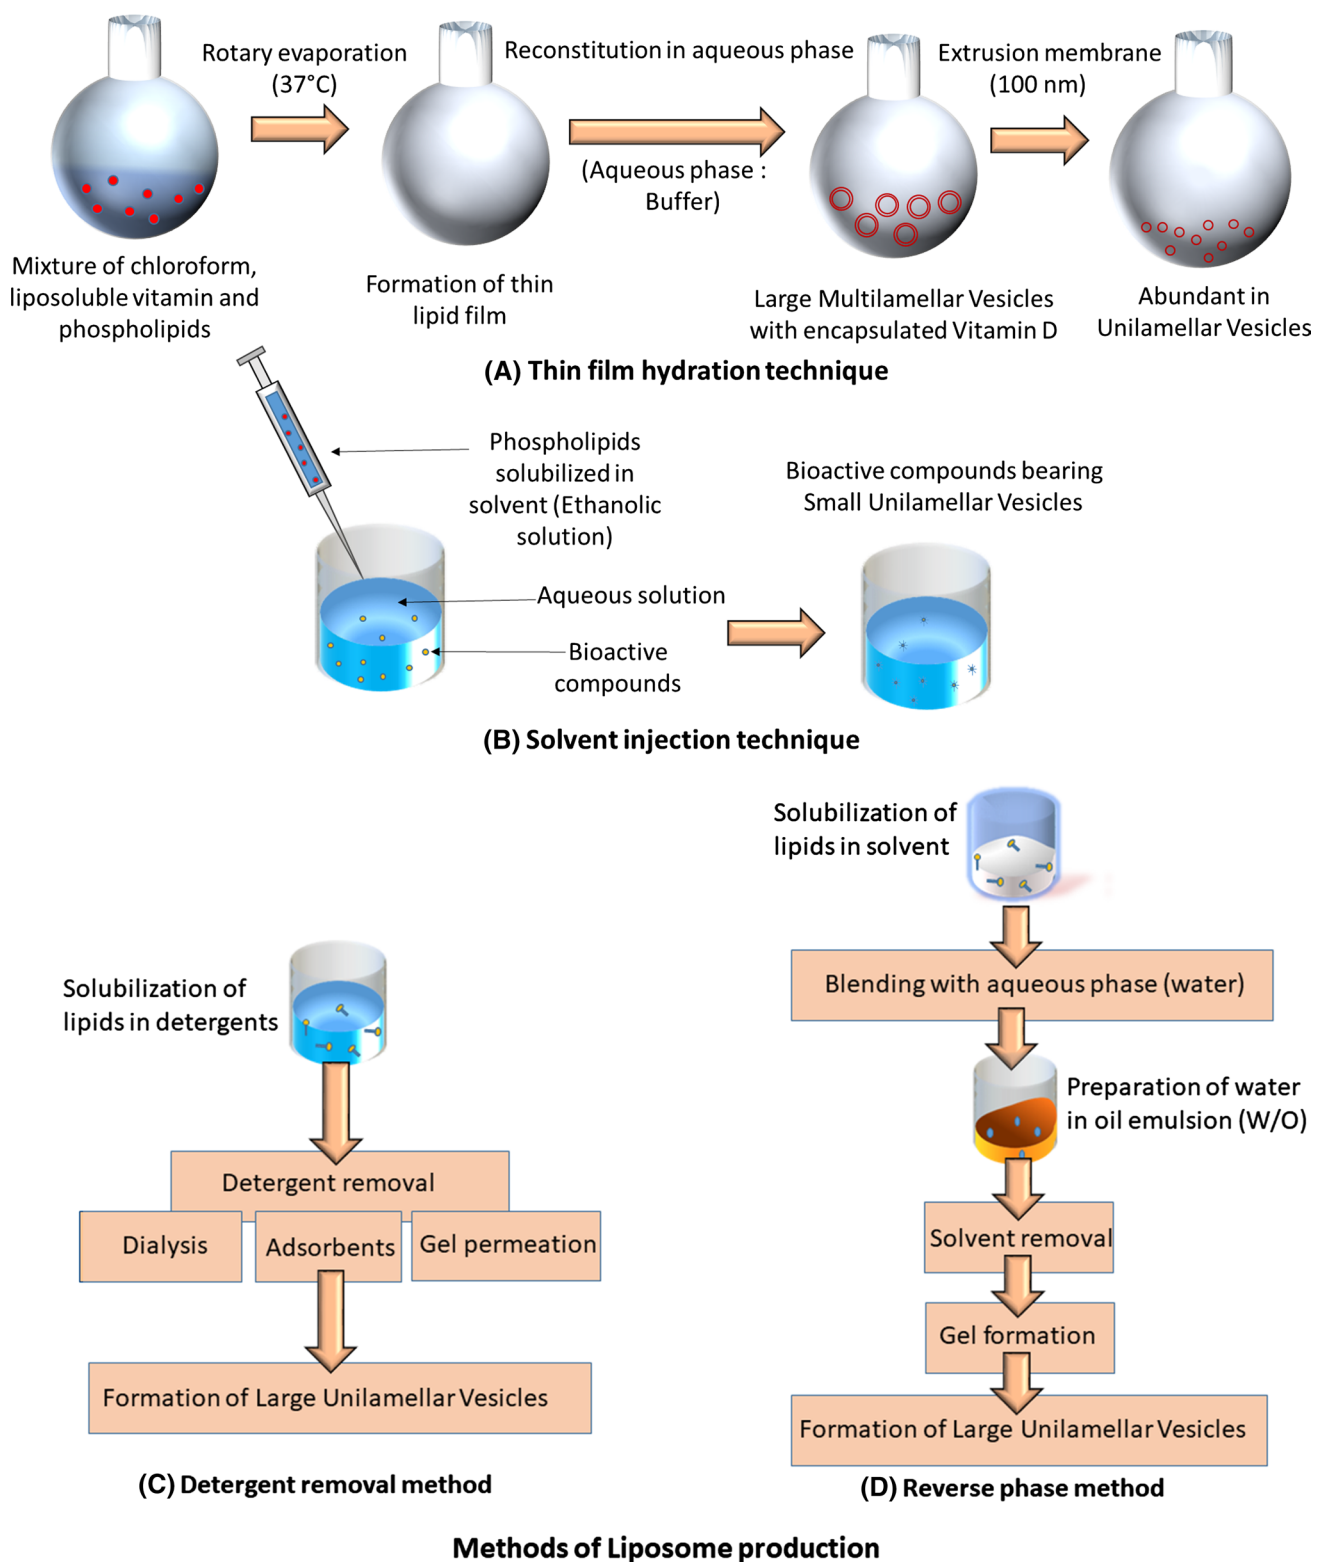 Rotary evaporation
(37°C)
Reconstitution in aqueous phase
(Aqueous phase :
Buffer)
Extrusion membrane
(100 nm)
Mixture of chloroform,
liposoluble vitamin and
phospholipids
Formation of thin
lipid film
Large Multilamellar Vesicles
with encapsulated Vitamin D
Abundant in
Unilamellar Vesicles
(A) Thin film hydration technique
Phospholipids
solubilized in
solvent (Ethanolic
solution)
Aqueous solution
Bioactive
compounds
Bioactive compounds bearing
Small Unilamellar Vesicles
(B) Solvent injection technique
Solubilization of
lipids in detergents
Detergent removal
Dialysis
Adsorbents
Gel permeation
Formation of Large Unilamellar Vesicles
(C) Detergent removal method
Solubilization of
lipids in solvent
Blending with aqueous phase (water)
Preparation of water
in oil emulsion (W/O)
Solvent removal
Gel formation
Formation of Large Unilamellar Vesicles
(D) Reverse phase method
Methods of Liposome production